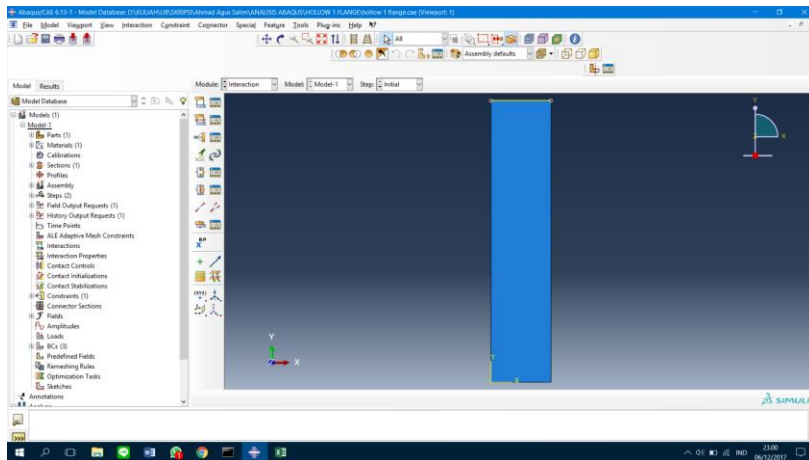 Abaqus/CAE 6.13-1 - Model Database: D:\KULIAH\UB\SKRIPSI\Ahmad Agus Salim\ANALISIS ABAQUS\HOLLOW 1 FLANGE\hollow 1 flange.cae [Viewport: 1]
File Model Viewport View Interaction Constraint Connector Special Feature Tools Plug-ins Help
All
Assembly defaults
Model Results
Module: Interaction Model: Model-1 Step: Initial
Model Database
Models (1)
Model-1
Parts (1)
Materials (1)
Calibrations
Sections (1)
Profiles
Assembly
Steps (2)
Field Output Requests (1)
History Output Requests (1)
Time Points
ALE Adaptive Mesh Constraints
Interactions
Interaction Properties
Contact Controls
Contact Initializations
Contact Stabilizations
Constraints (1)
Connector Sections
Fields
Amplitudes
Loads
BCs (3)
Predefined Fields
Remeshing Rules
Optimization Tasks
Sketches
Annotations
RP
Y
X
Y
X
Y
X
SIMULI
>>>
IND
23.00
06/12/2017